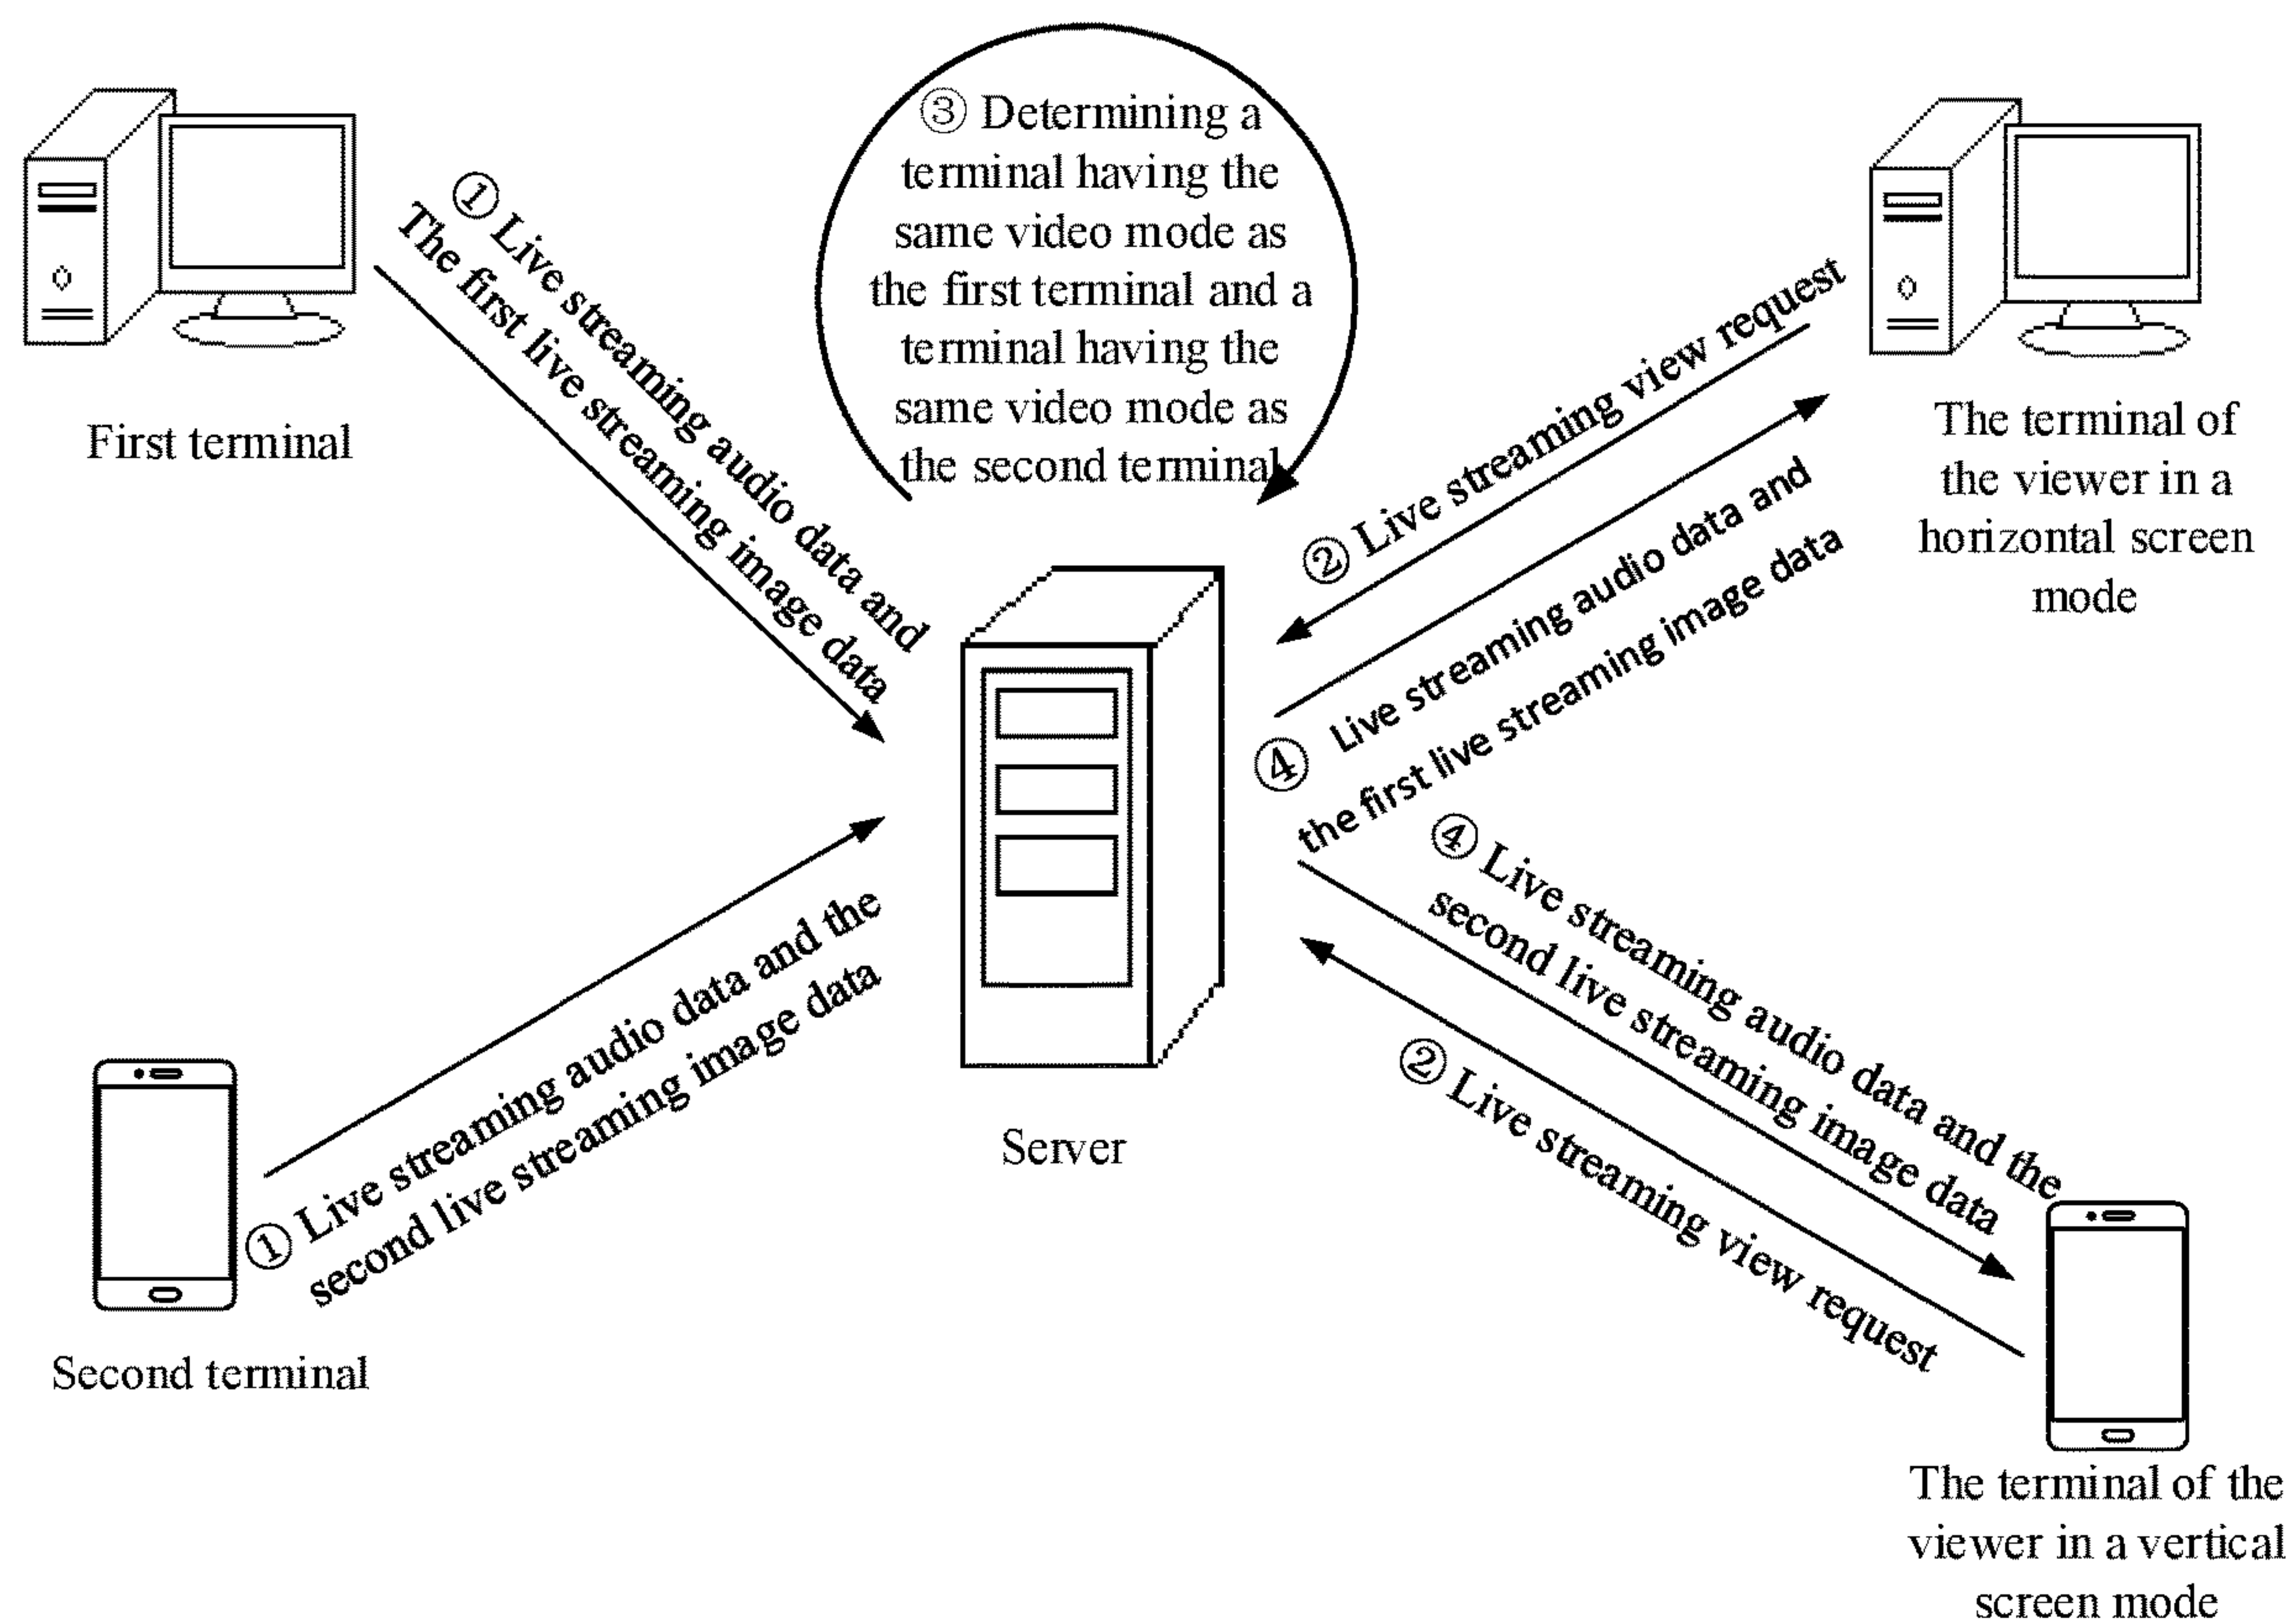 First terminal
① Live streaming audio data and
The first live streaming image data
③ Determining a
terminal having the
same video mode as
the first terminal and a
terminal having the
same video mode as
the second terminal
② Live streaming view request
④ Live streaming audio data and
the first live streaming image data
The terminal of
the viewer in a
horizontal screen
mode
Second terminal
① Live streaming audio data and the
second live streaming image data
Server
④ Live streaming audio data and the
second live streaming image data
② Live streaming view request
The terminal of the
viewer in a vertical
screen mode